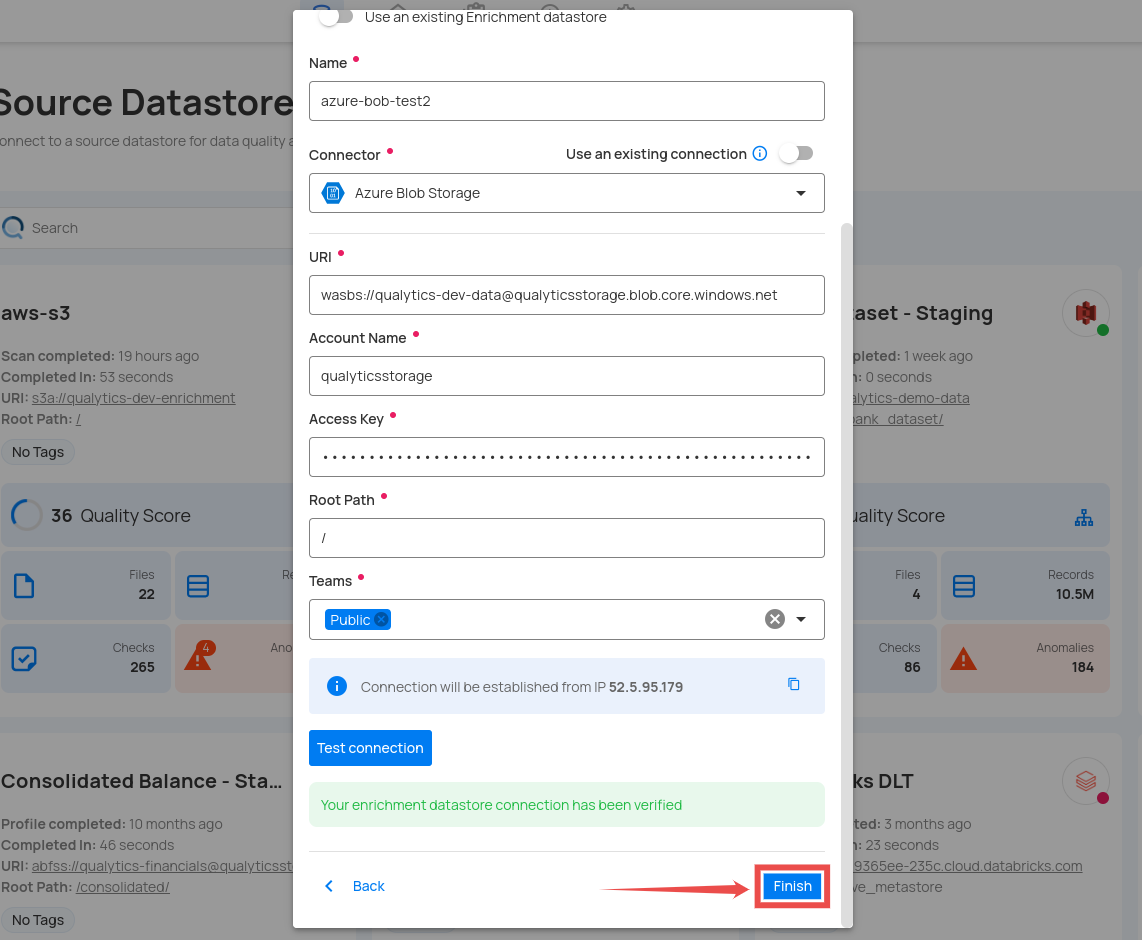 Use an existing Enrichment datastore
Name
azure-bob-test2
Connector
Use an existing connection
Azure Blob Storage
URI
wasbs://qualytics-dev-data@qualyticsstorage.blob.core.windows.net
Account Name
qualyticsstorage
Access Key
Root Path
/
Teams
Public
Connection will be established from IP 52.5.95.179
Test connection
Your enrichment datastore connection has been verified
Back
Finish
Source Datastore
onnect to a source datastore for data quality a
Search
aws-s3
Scan completed: 19 hours ago
Completed In: 53 seconds
URI: s3a://qualytics-dev-enrichment
Root Path: /
No Tags
36 Quality Score
Files
22
Checks
265
4
Ano
Consolidated Balance - Sta...
Profile completed: 10 months ago
Completed In: 46 seconds
URI: abfss://qualytics-financials@qualyticsst
Root Path: /consolidated/
No Tags
taset - Staging
pleted: 1 week ago
n: 0 seconds
alytics-demo-data
bank_dataset/
uality Score
Files
4
Records
10.5M
Checks
86
Anomalies
184
ks DLT
ted: 3 months ago
n: 23 seconds
9365ee-235c.cloud.databricks.com
ve_metastore